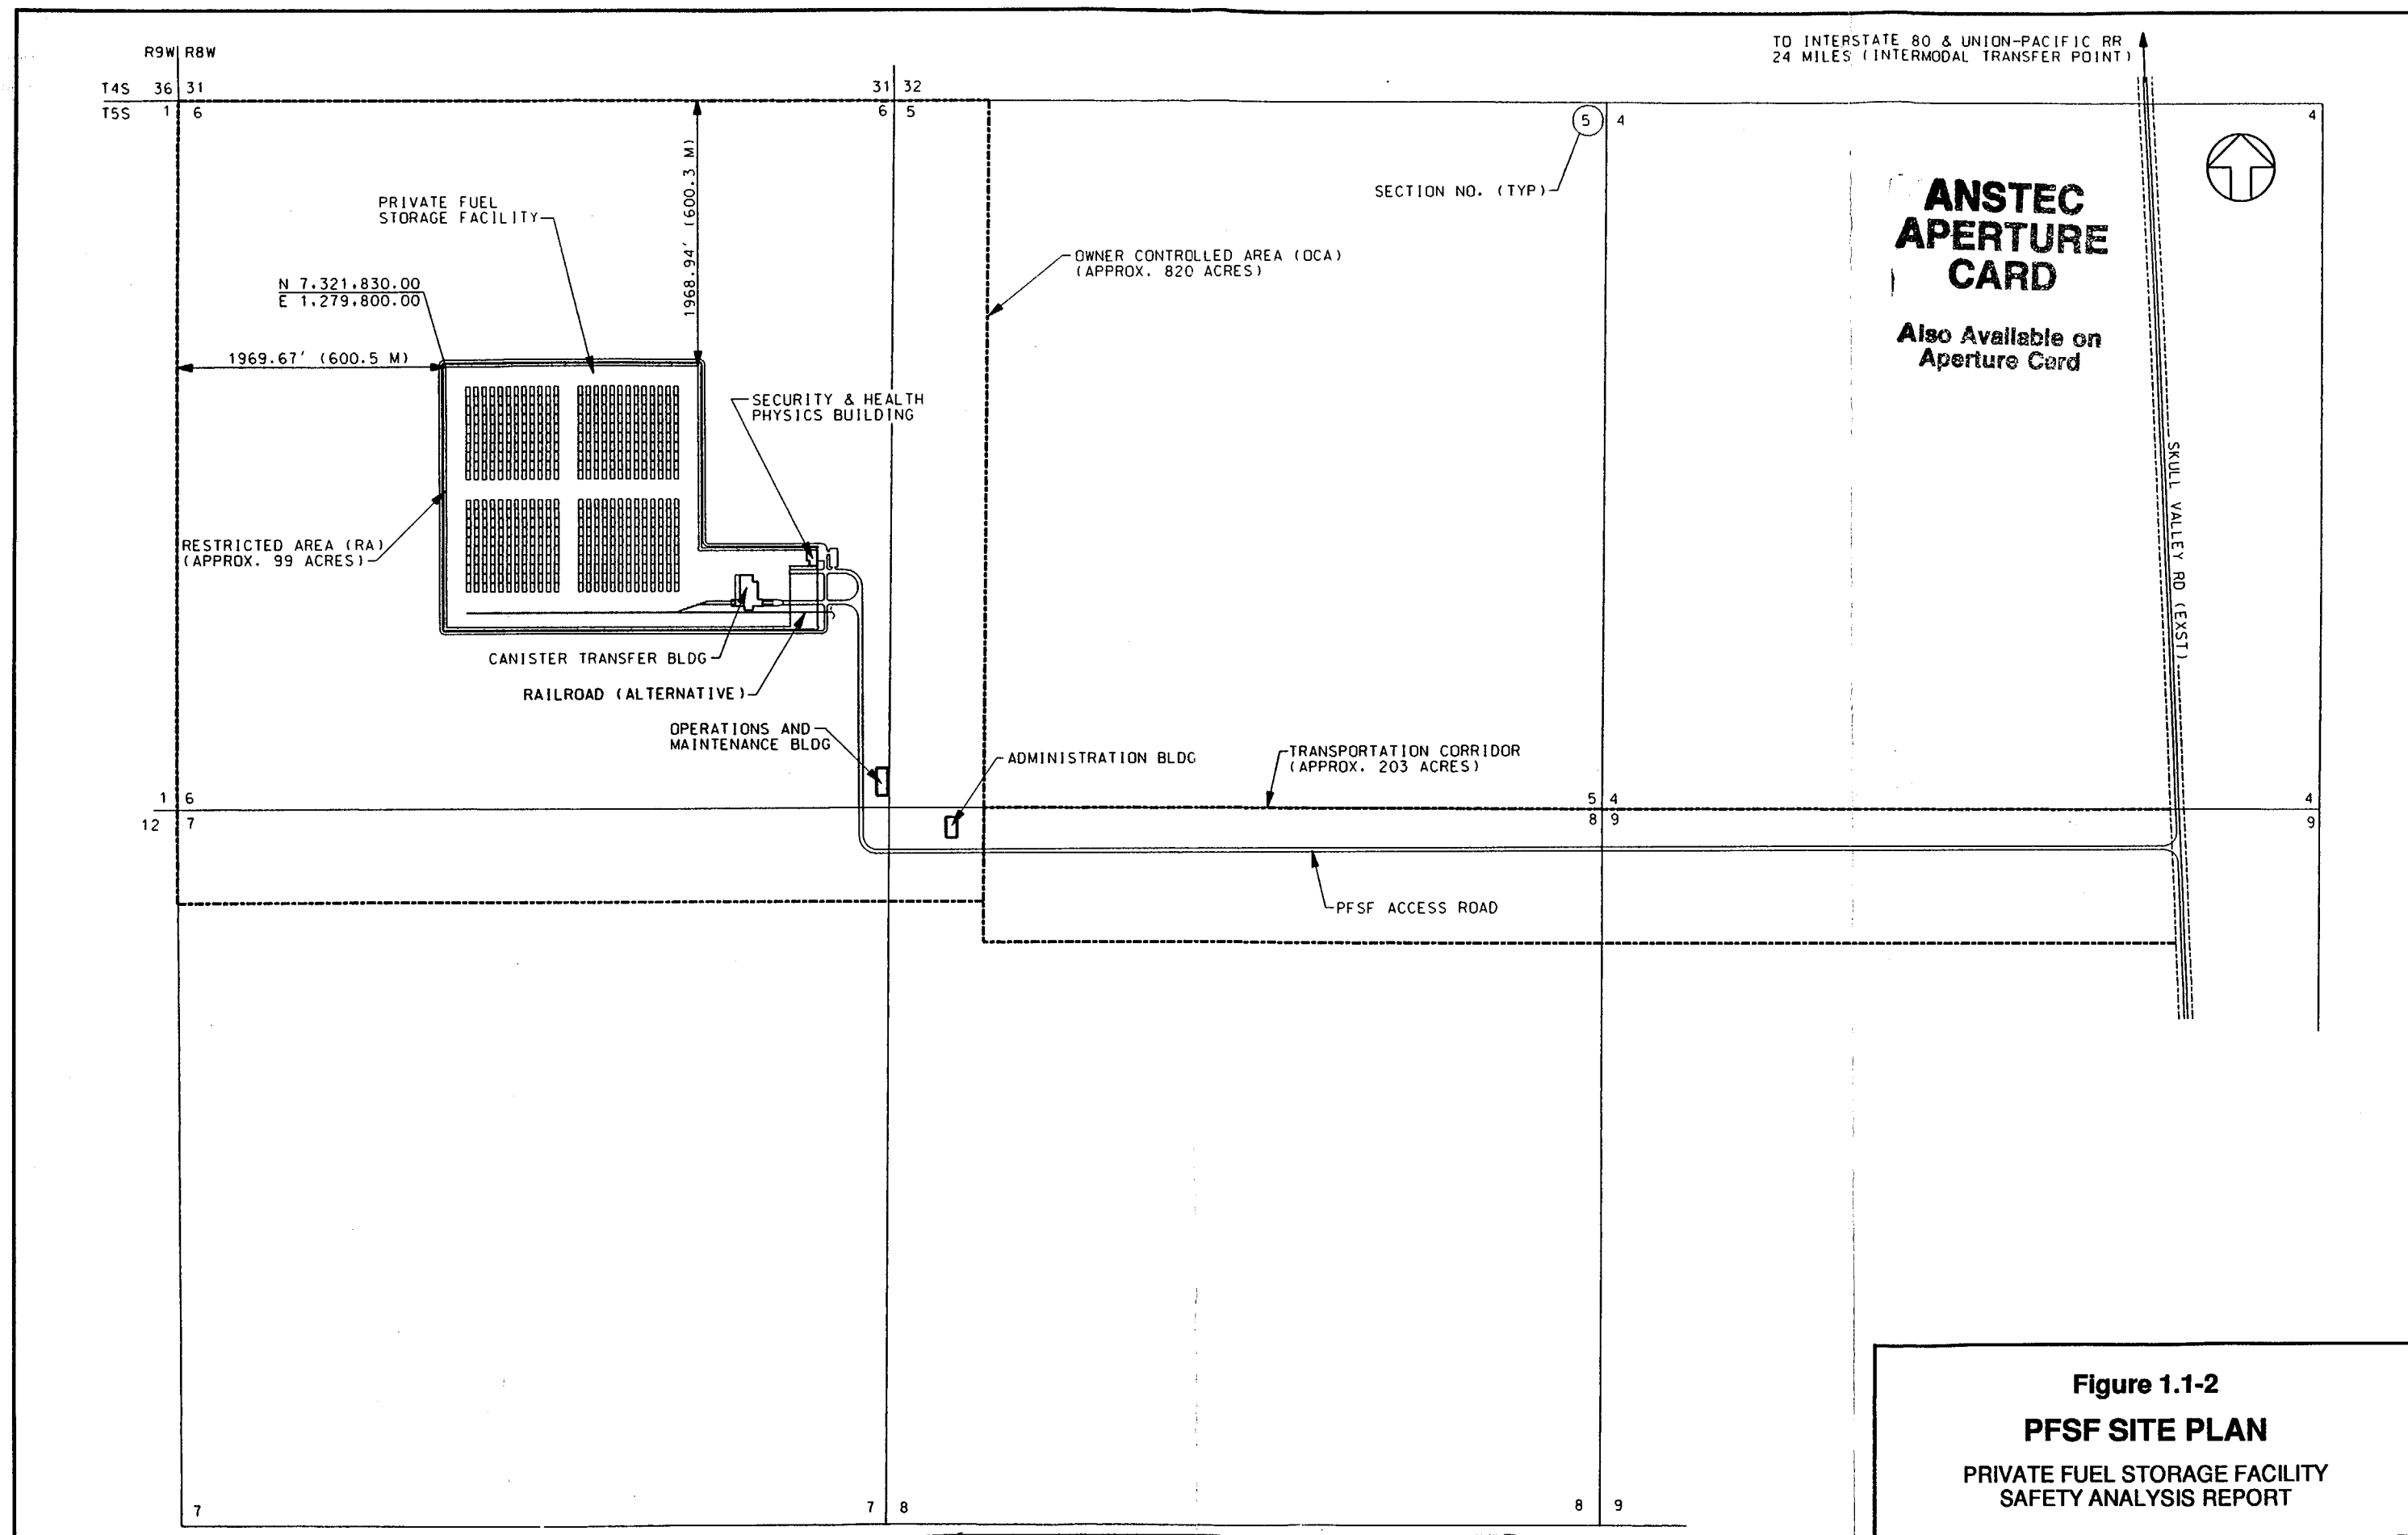 TO INTERSTATE 80 & UNION-PACIFIC RR
24 MILES (INTERMODAL TRANSFER POINT)
R9W R8W
T4S 36 31
31 32
T5S 1 6
6 5
5 4
4
SECTION NO. (TYP)
ANSTEC
APERTURE
CARD
Also Available on
Aperture Card
1968.94' (600.3 M)
PRIVATE FUEL
STORAGE FACILITY
OWNER CONTROLLED AREA (OCA)
(APPROX. 820 ACRES)
N 7,321,830.00
E 1,279,800.00
1969.67' (600.5 M)
SECURITY & HEALTH
PHYSICS BUILDING
SKULL VALLEY RD (EXST)
RESTRICTED AREA (RA)
(APPROX. 99 ACRES)
CANISTER TRANSFER BLDG
RAILROAD (ALTERNATIVE)
OPERATIONS AND
MAINTENANCE BLDG
ADMINISTRATION BLDG
TRANSPORTATION CORRIDOR
(APPROX. 203 ACRES)
1 6
5 4
4
12 7
8 9
9
PFSF ACCESS ROAD
7
7 8
8 9
Figure 1.1-2
PFSF SITE PLAN
PRIVATE FUEL STORAGE FACILITY
SAFETY ANALYSIS REPORT